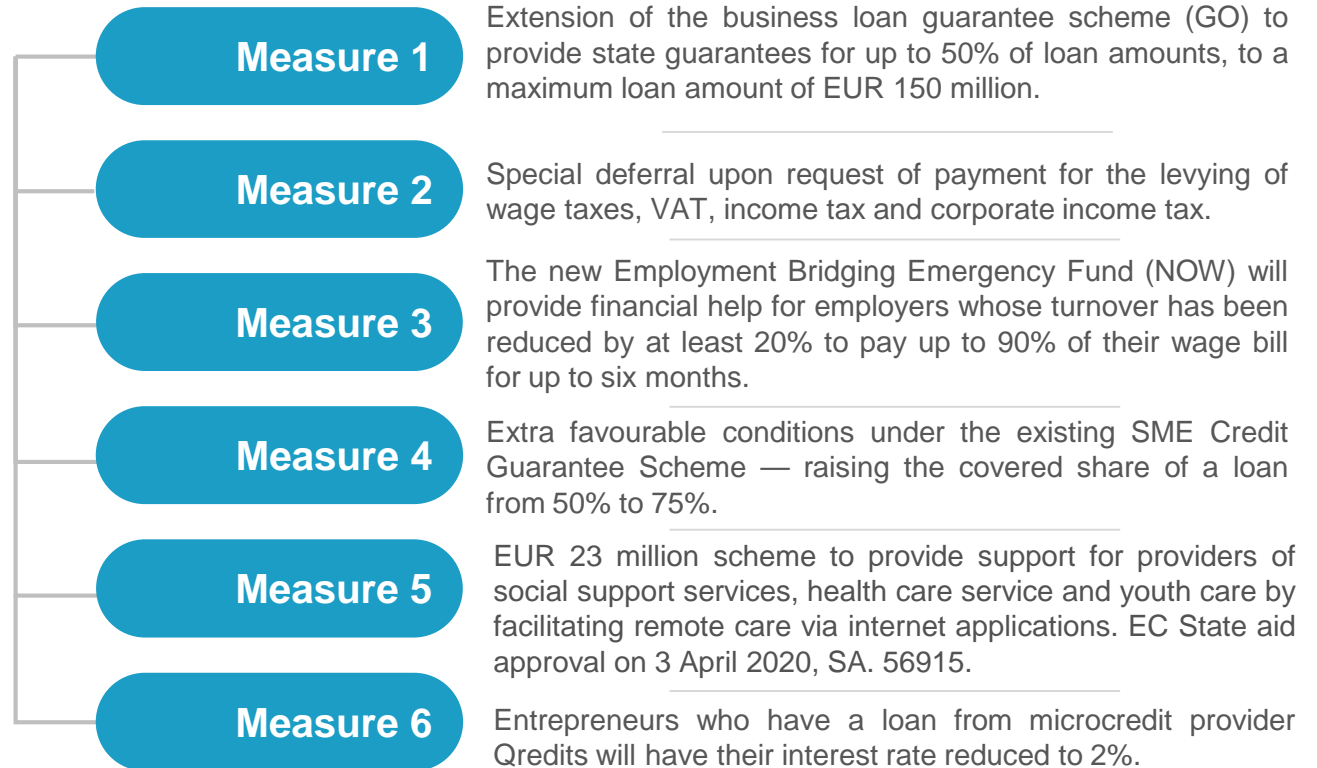 Measure 1
Extension of the business loan guarantee scheme (GO) to
provide state guarantees for up to 50% of loan amounts, to a
maximum loan amount of EUR 150 million.
Measure 2
Special deferral upon request of payment for the levying of
wage taxes, VAT, income tax and corporate income tax.
Measure 3
The new Employment Bridging Emergency Fund (NOW) will
provide financial help for employers whose turnover has been
reduced by at least 20% to pay up to 90% of their wage bill
for up to six months.
Measure 4
Extra favourable conditions under the existing SME Credit
Guarantee Scheme — raising the covered share of a loan
from 50% to 75%.
Measure 5
EUR 23 million scheme to provide support for providers of
social support services, health care service and youth care by
facilitating remote care via internet applications. EC State aid
approval on 3 April 2020, SA. 56915.
Measure 6
Entrepreneurs who have a loan from microcredit provider
Qredits will have their interest rate reduced to 2%.